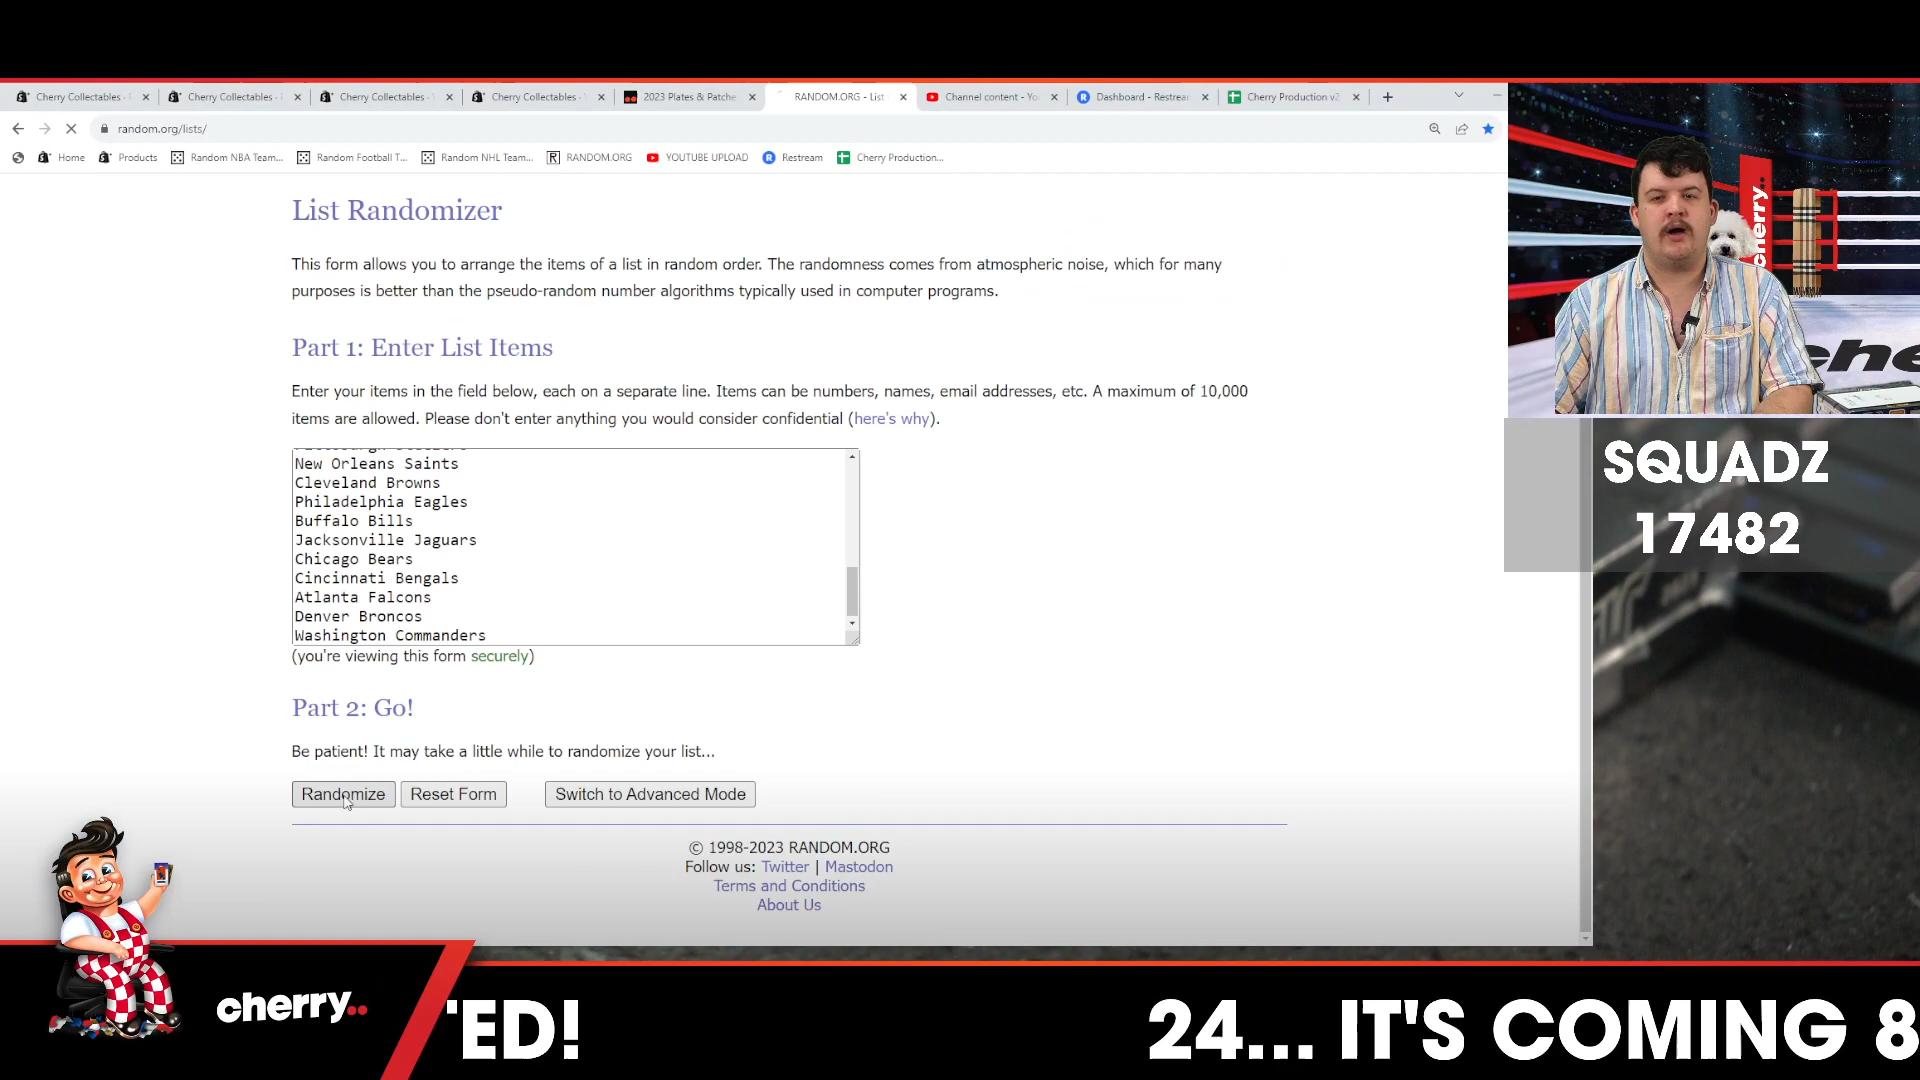 Cherry Collectables -
Cherry Collectables -
Cherry Collectables -
Cherry Collectables -
2023 Plates & Patche
RANDOM.ORG - List
Channel content - Yo
Dashboard - Restrea
Cherry Production v2
random.org/lists/
Home
Products
Random NBA Team...
Random Football T...
Random NHL Team...
RANDOM.ORG
YOUTUBE UPLOAD
Restream
Cherry Production...
List Randomizer
This form allows you to arrange the items of a list in random order. The randomness comes from atmospheric noise, which for many
purposes is better than the pseudo-random number algorithms typically used in computer programs.
Part 1: Enter List Items
Enter your items in the field below, each on a separate line. Items can be numbers, names, email addresses, etc. A maximum of 10,000
items are allowed. Please don't enter anything you would consider confidential (here's why).
New Orleans Saints
Cleveland Browns
Philadelphia Eagles
Buffalo Bills
Jacksonville Jaguars
Chicago Bears
Cincinnati Bengals
Atlanta Falcons
Denver Broncos
Washington Commanders
(you're viewing this form securely)
Part 2: Go!
Be patient! It may take a little while to randomize your list...
Randomize
Reset Form
Switch to Advanced Mode
© 1998-2023 RANDOM.ORG
Follow us: Twitter | Mastodon
Terms and Conditions
About Us
cherry..
che
SQUADZ
17482
cherry..
'ED!
24... IT'S COMING 8